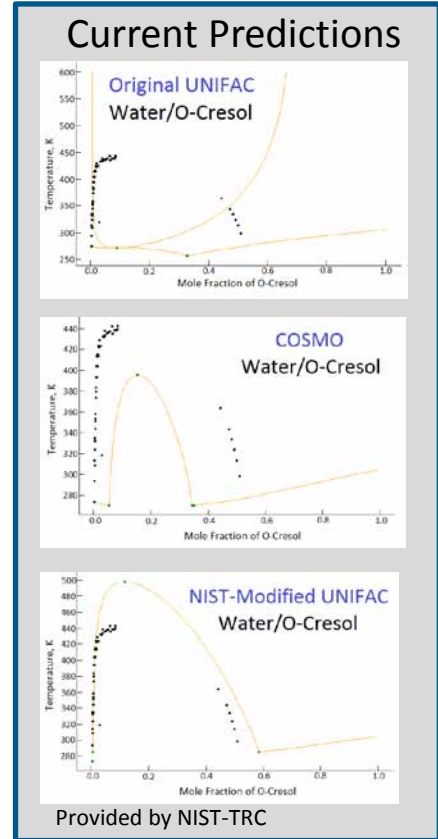 Current Predictions
Original UNIFAC
Water/O-Cresol
Temperature, K
600
550
500
450
400
350
300
250
0.0 0.2 0.4 0.6 0.8 1.0
Mole Fraction of O-Cresol
COSMO
Water/O-Cresol
Temperature, K
440
420
400
380
360
340
320
300
280
0.0 0.2 0.4 0.6 0.8 1.0
Mole Fraction of O-Cresol
NIST-Modified UNIFAC
Water/O-Cresol
Temperature, K
500
480
460
440
420
400
380
360
340
320
300
280
0.0 0.2 0.4 0.6 0.8 1.0
Mole Fraction of O-Cresol
Provided by NIST-TRC